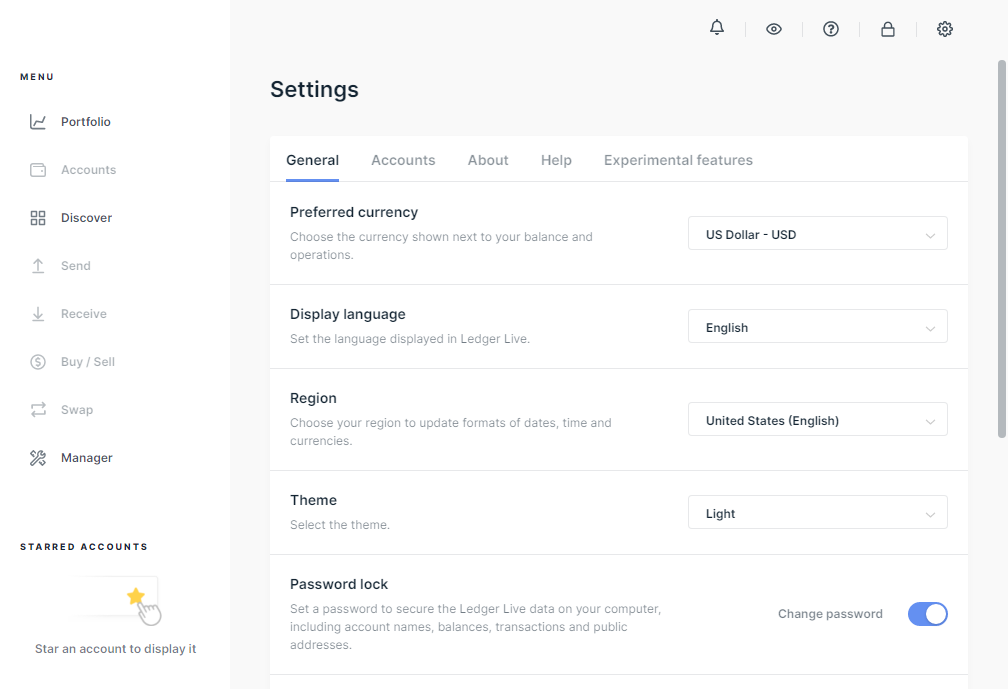 MENU
Portfolio
Accounts
Discover
Send
Receive
Buy / Sell
Swap
Manager
STARRED ACCOUNTS
Star an account to display it
Settings
General Accounts About Help Experimental features
Preferred currency
Choose the currency shown next to your balance and
operations.
US Dollar - USD
Display language
Set the language displayed in Ledger Live.
English
Region
Choose your region to update formats of dates, time and
currencies.
United States (English)
Theme
Select the theme.
Light
Password lock
Set a password to secure the Ledger Live data on your computer,
including account names, balances, transactions and public
addresses.
Change password